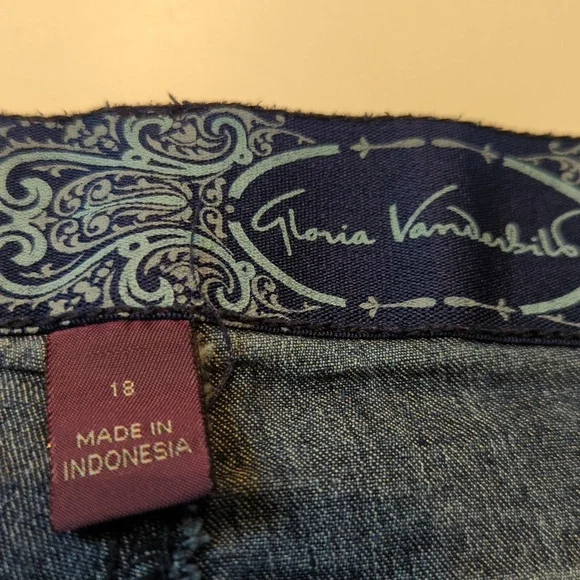 Gloria Vanderbilt
18
MADE IN
INDONESIA